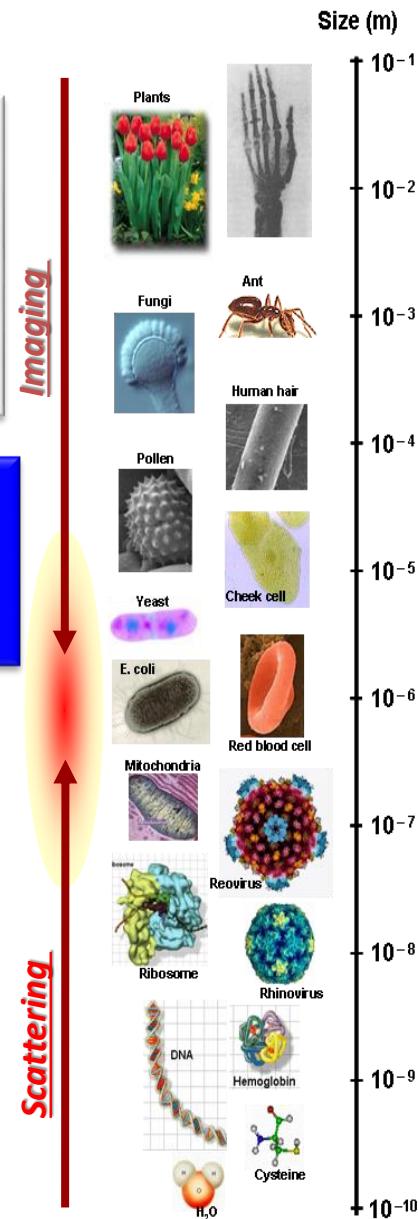 Size (m)
10⁻¹
Plants
10⁻²
Imaging
Ant
10⁻³
Fungi
Human hair
10⁻⁴
Pollen
Cheek cell
10⁻⁵
Yeast
E. coli
10⁻⁶
Red blood cell
Mitochondria
10⁻⁷
Reovirus
Ribosome
10⁻⁸
Rhinovirus
Scattering
DNA
Hemoglobin
10⁻⁹
Cysteine
H₂O
10⁻¹⁰